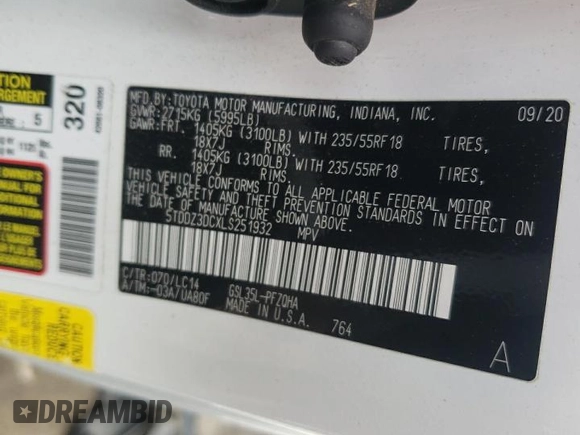 MFD.BY:TOYOTA MOTOR MANUFACTURING, INDIANA, INC. 09/20
GVWR:2715KG (5995LB)
GAWR:FRT. 1405KG (3100LB) WITH 235/55RF18 TIRES,
18X7J RIMS.
RR. 1405KG (3100LB) WITH 235/55RF18 TIRES,
18X7J RIMS.
THIS VEHICLE CONFORMS TO ALL APPLICABLE FEDERAL MOTOR
VEHICLE SAFETY AND THEFT PREVENTION STANDARDS IN EFFECT ON
THE DATE OF MANUFACTURE SHOWN ABOVE.
5TDDZ3DCXLS251932 MPV
C/TR:070/LC14 GSL35L-PFZQHA
A/TM:-03A/UA80F MADE IN U.S.A. 764
A
320
5
CAUTION
DREAMBID